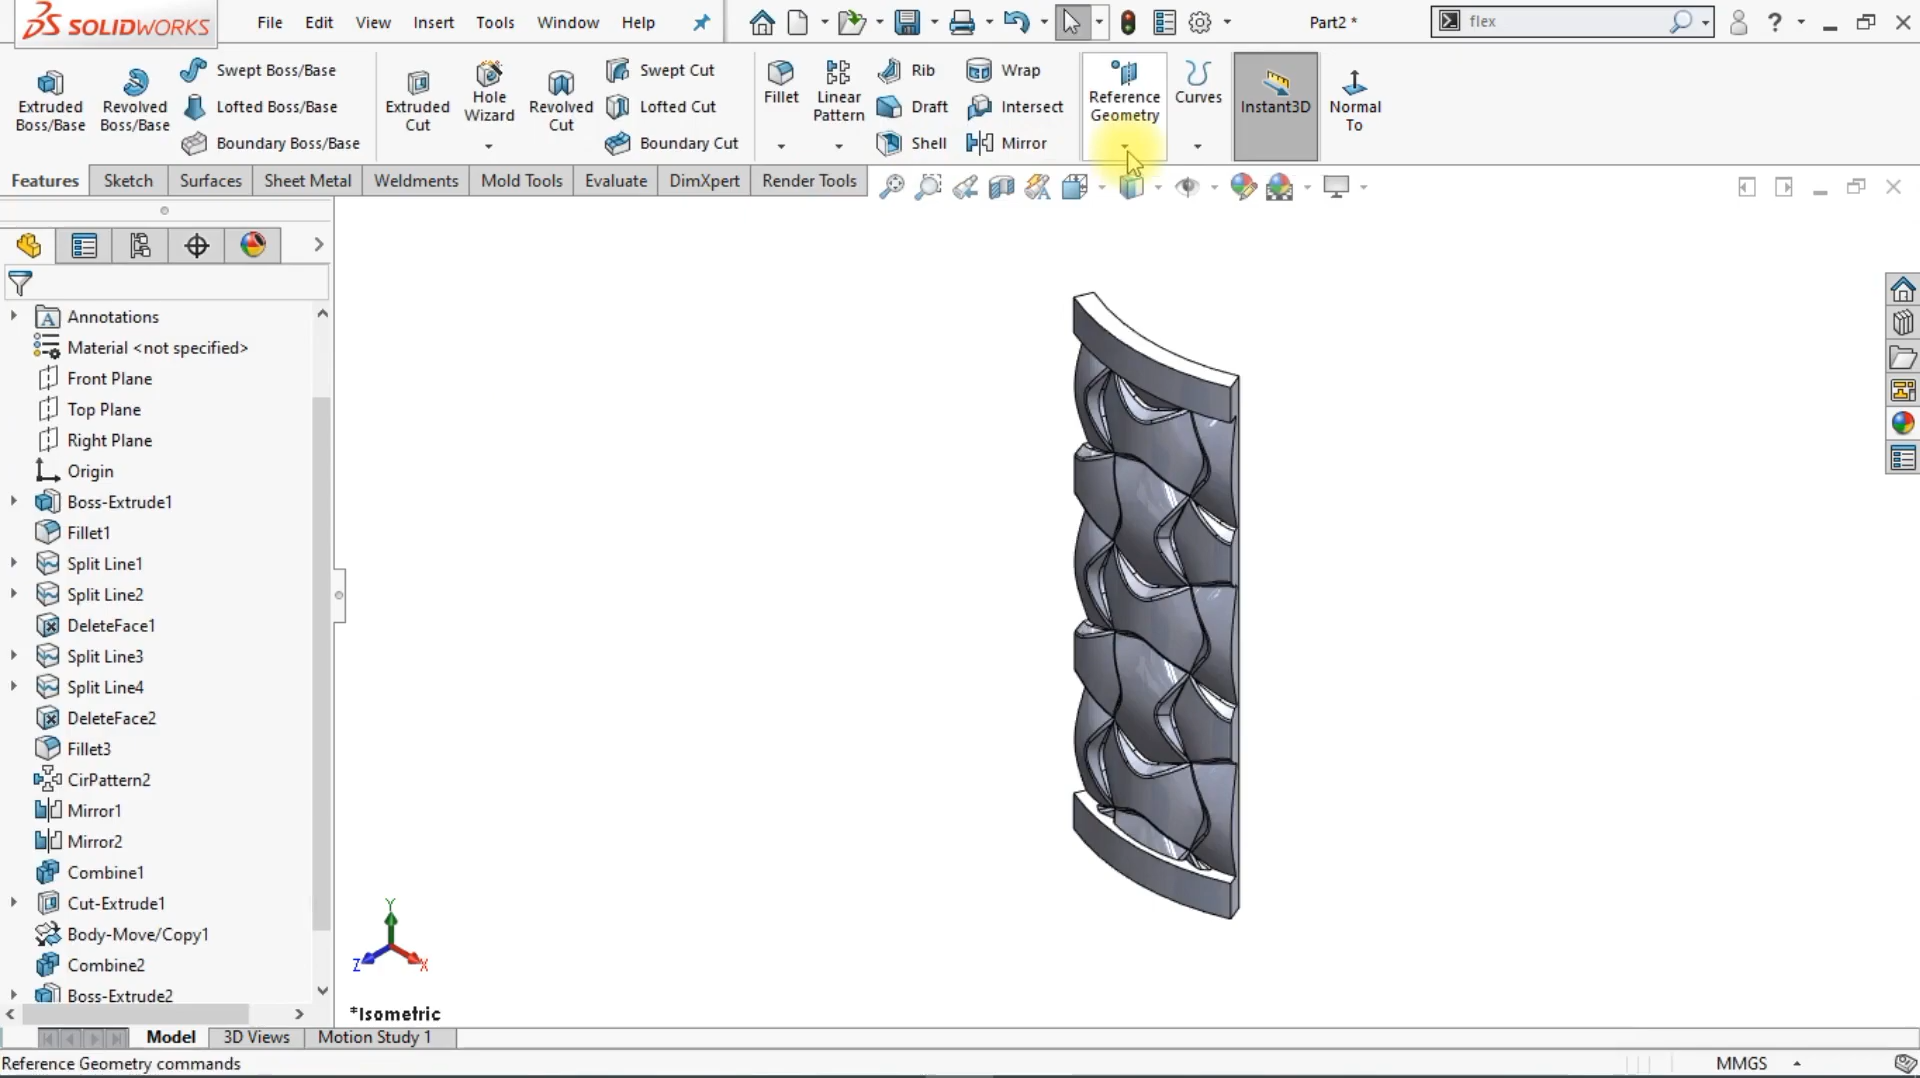 SOLIDWORKS File Edit View Insert Tools Window Help Part2 * flex ?
Extruded Boss/Base
Revolved Boss/Base
Swept Boss/Base
Lofted Boss/Base
Boundary Boss/Base
Extruded Cut
Hole Wizard
Revolved Cut
Swept Cut
Lofted Cut
Boundary Cut
Fillet
Linear Pattern
Rib
Draft
Shell
Wrap
Intersect
Mirror
Reference Geometry
Curves
Instant3D
Normal To
Features Sketch Surfaces Sheet Metal Weldments Mold Tools Evaluate DimXpert Render Tools
Annotations
Material <not specified>
Front Plane
Top Plane
Right Plane
Origin
Boss-Extrude1
Fillet1
Split Line1
Split Line2
DeleteFace1
Split Line3
Split Line4
DeleteFace2
Fillet3
CirPattern2
Mirror1
Mirror2
Combine1
Cut-Extrude1
Body-Move/Copy1
Combine2
Boss-Extrude2
Y
Z X
*Isometric
Model 3D Views Motion Study 1
Reference Geometry commands MMGS